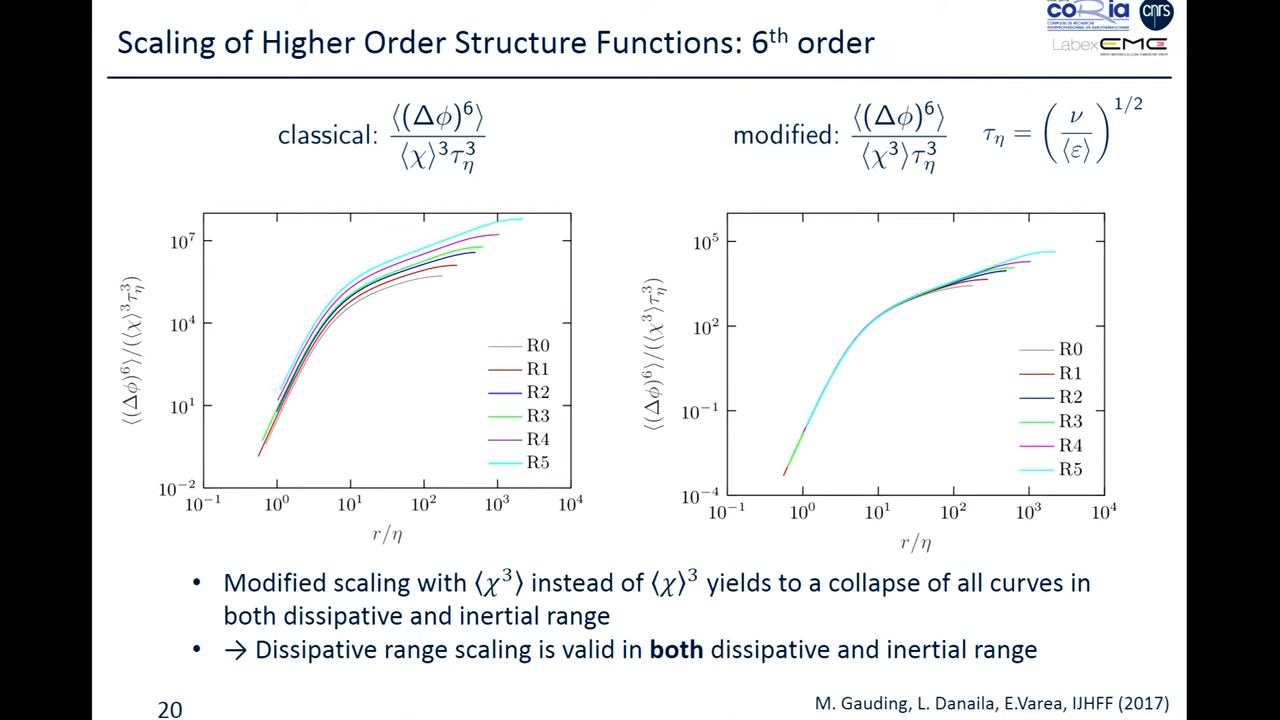 Scaling of Higher Order Structure Functions: 6th order
CORIA
CNRS
Labex EMC
classical: ⟨(Δϕ)⁶⟩ / ⟨χ⟩³τ_η³
modified: ⟨(Δϕ)⁶⟩ / ⟨χ³⟩τ_η³
τ_η = (ν / ⟨ε⟩)^1/2
⟨(Δϕ)⁶⟩/(⟨χ⟩³τ_η³)
10⁷
10⁴
10¹
10⁻²
10⁻¹ 10⁰ 10¹ 10² 10³ 10⁴
r/η
R0
R1
R2
R3
R4
R5
⟨(Δϕ)⁶⟩/(⟨χ³⟩τ_η³)
10⁵
10²
10⁻¹
10⁻⁴
10⁻¹ 10⁰ 10¹ 10² 10³ 10⁴
r/η
R0
R1
R2
R3
R4
R5
• Modified scaling with ⟨χ³⟩ instead of ⟨χ⟩³ yields to a collapse of all curves in
both dissipative and inertial range
• → Dissipative range scaling is valid in both dissipative and inertial range
20
M. Gauding, L. Danaila, E.Varea, IJHFF (2017)